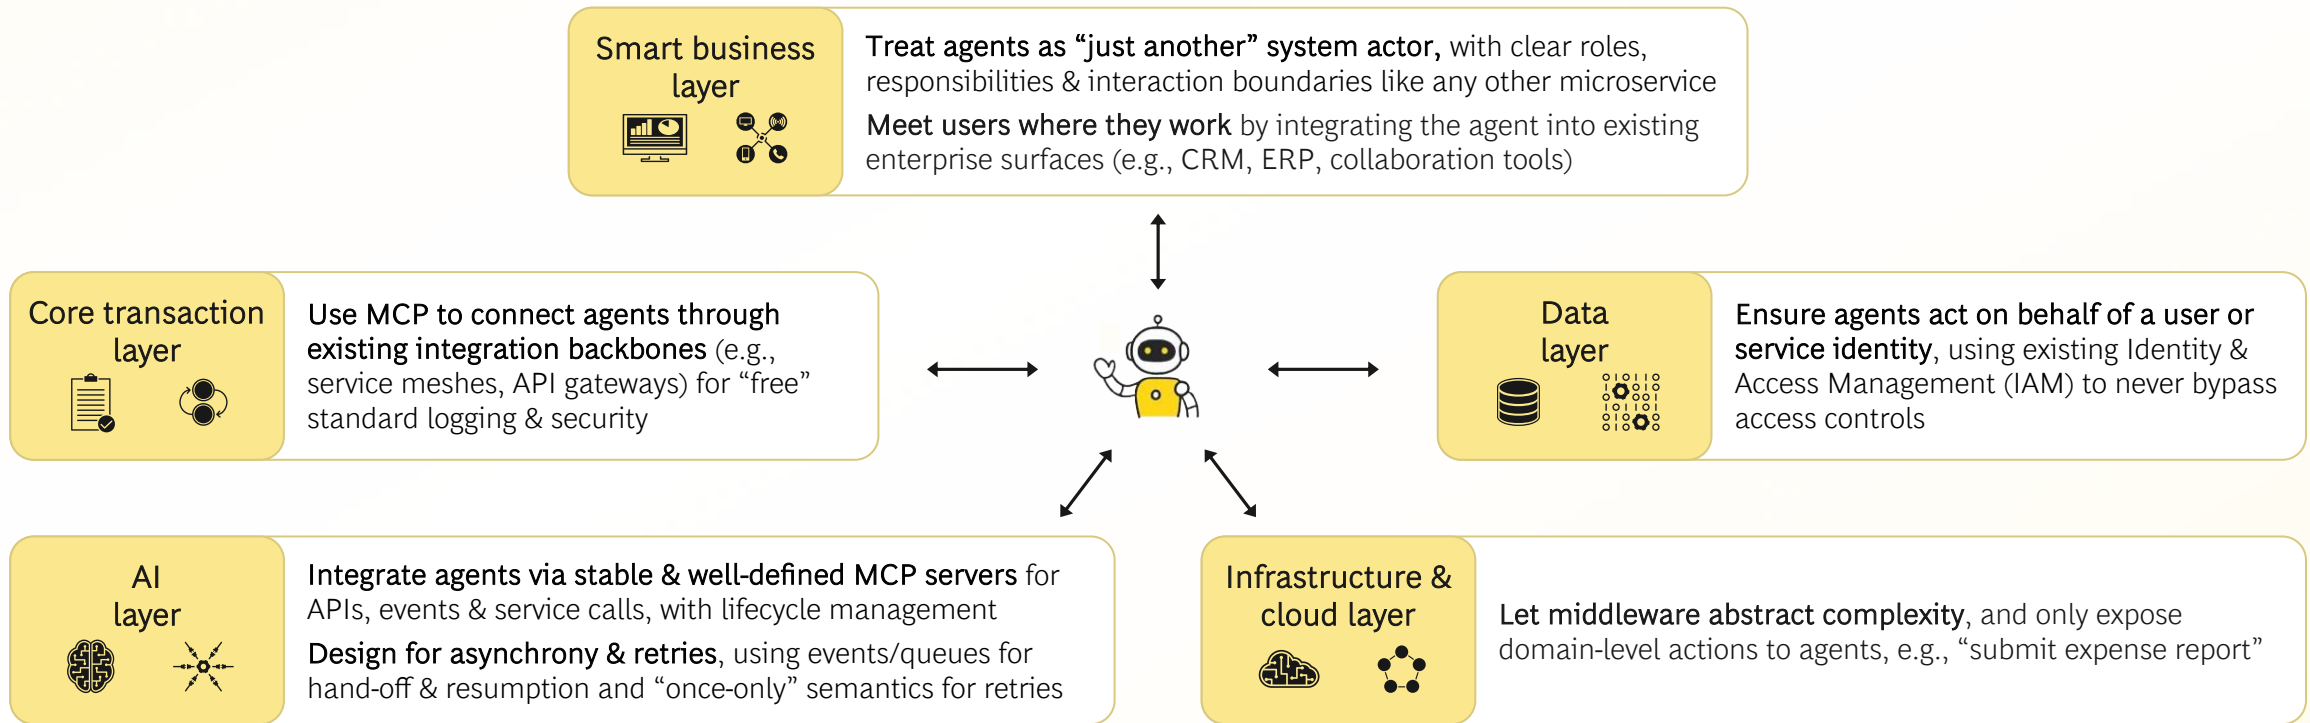 Smart business
layer
Treat agents as “just another” system actor, with clear roles,
responsibilities & interaction boundaries like any other microservice
Meet users where they work by integrating the agent into existing
enterprise surfaces (e.g., CRM, ERP, collaboration tools)
Core transaction
layer
Use MCP to connect agents through
existing integration backbones (e.g.,
service meshes, API gateways) for “free”
standard logging & security
Data
layer
Ensure agents act on behalf of a user or
service identity, using existing Identity &
Access Management (IAM) to never bypass
access controls
AI
layer
Integrate agents via stable & well-defined MCP servers for
APIs, events & service calls, with lifecycle management
Design for asynchrony & retries, using events/queues for
hand-off & resumption and “once-only” semantics for retries
Infrastructure &
cloud layer
Let middleware abstract complexity, and only expose
domain-level actions to agents, e.g., “submit expense report”